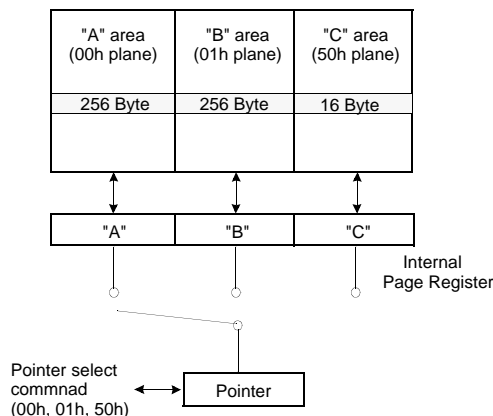 "A" area
(00h plane)
"B" area
(01h plane)
"C" area
(50h plane)
256 Byte
256 Byte
16 Byte
"A"
"B"
"C"
Internal
Page Register
Pointer select
commnad
(00h, 01h, 50h)
Pointer